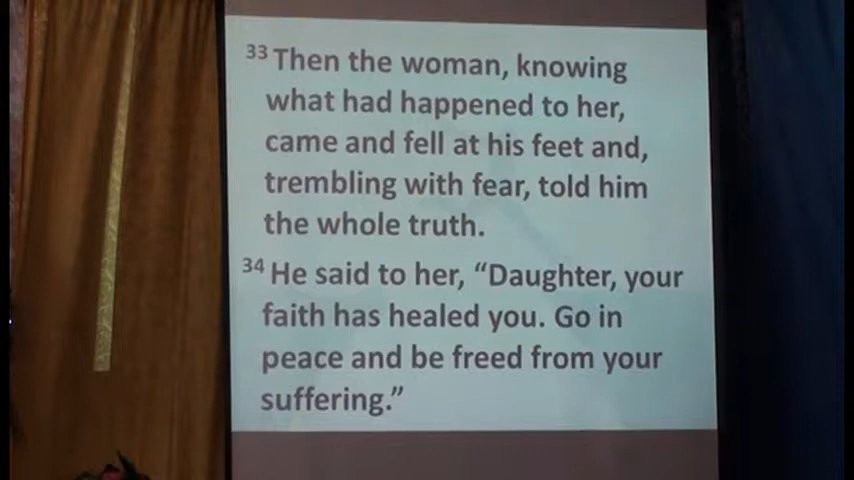 33 Then the woman, knowing
what had happened to her,
came and fell at his feet and,
trembling with fear, told him
the whole truth.
34 He said to her, “Daughter, your
faith has healed you. Go in
peace and be freed from your
suffering.”